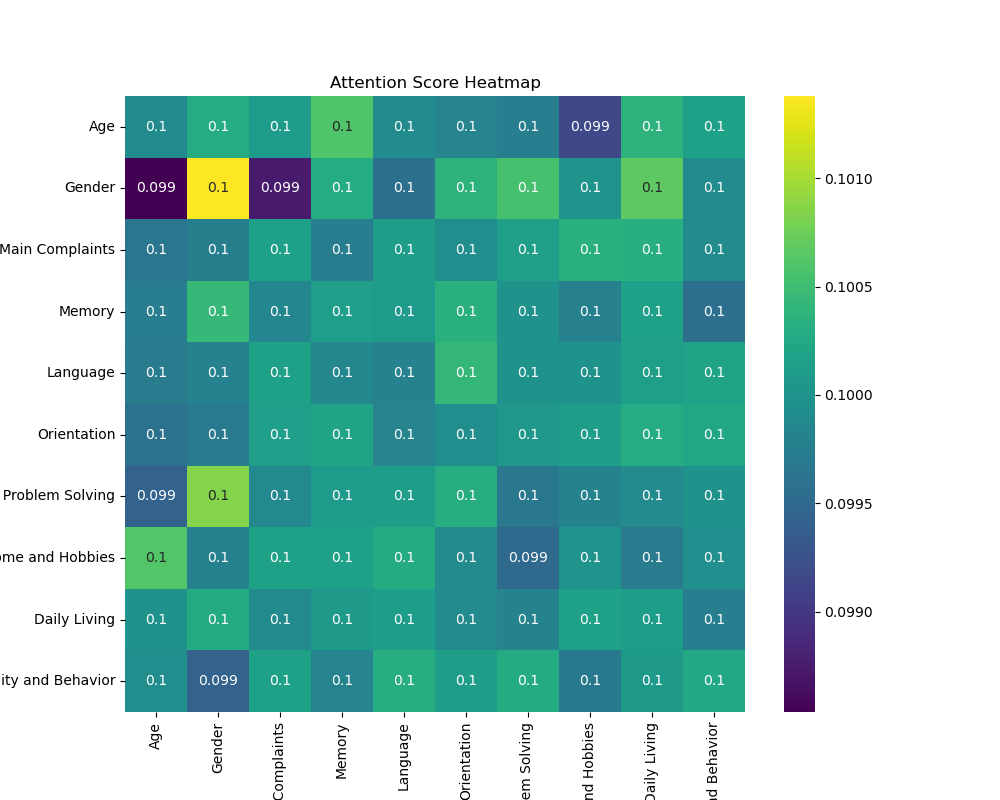 Attention Score Heatmap
Age 0.1 0.1 0.1 0.1 0.1 0.1 0.1 0.099 0.1 0.1
Gender 0.099 0.1 0.099 0.1 0.1 0.1 0.1 0.1 0.1 0.1
Main Complaints 0.1 0.1 0.1 0.1 0.1 0.1 0.1 0.1 0.1 0.1
Memory 0.1 0.1 0.1 0.1 0.1 0.1 0.1 0.1 0.1 0.1
Language 0.1 0.1 0.1 0.1 0.1 0.1 0.1 0.1 0.1 0.1
Orientation 0.1 0.1 0.1 0.1 0.1 0.1 0.1 0.1 0.1 0.1
Problem Solving 0.099 0.1 0.1 0.1 0.1 0.1 0.1 0.1 0.1 0.1
ome and Hobbies 0.1 0.1 0.1 0.1 0.1 0.1 0.099 0.1 0.1 0.1
Daily Living 0.1 0.1 0.1 0.1 0.1 0.1 0.1 0.1 0.1 0.1
ity and Behavior 0.1 0.099 0.1 0.1 0.1 0.1 0.1 0.1 0.1 0.1
Age
Gender
Complaints
Memory
Language
Orientation
em Solving
nd Hobbies
Daily Living
nd Behavior
0.1010
0.1005
0.1000
0.0995
0.0990